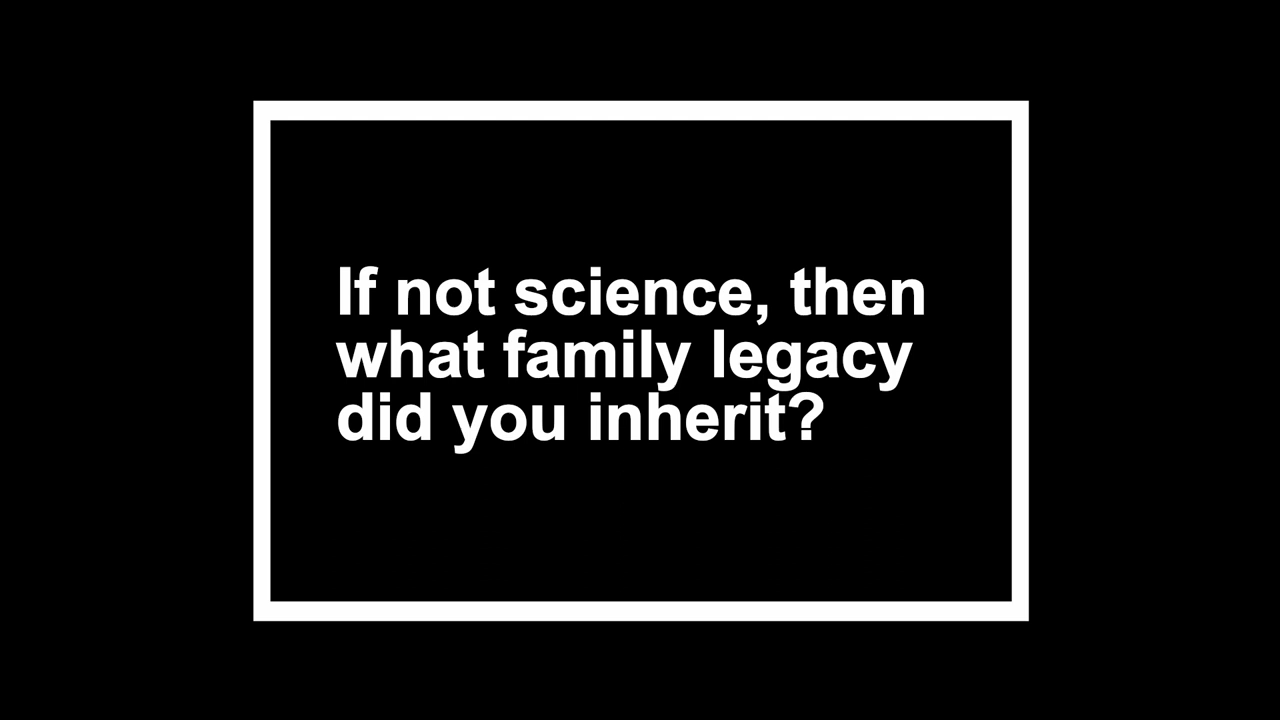 If not science, then
what family legacy
did you inherit?